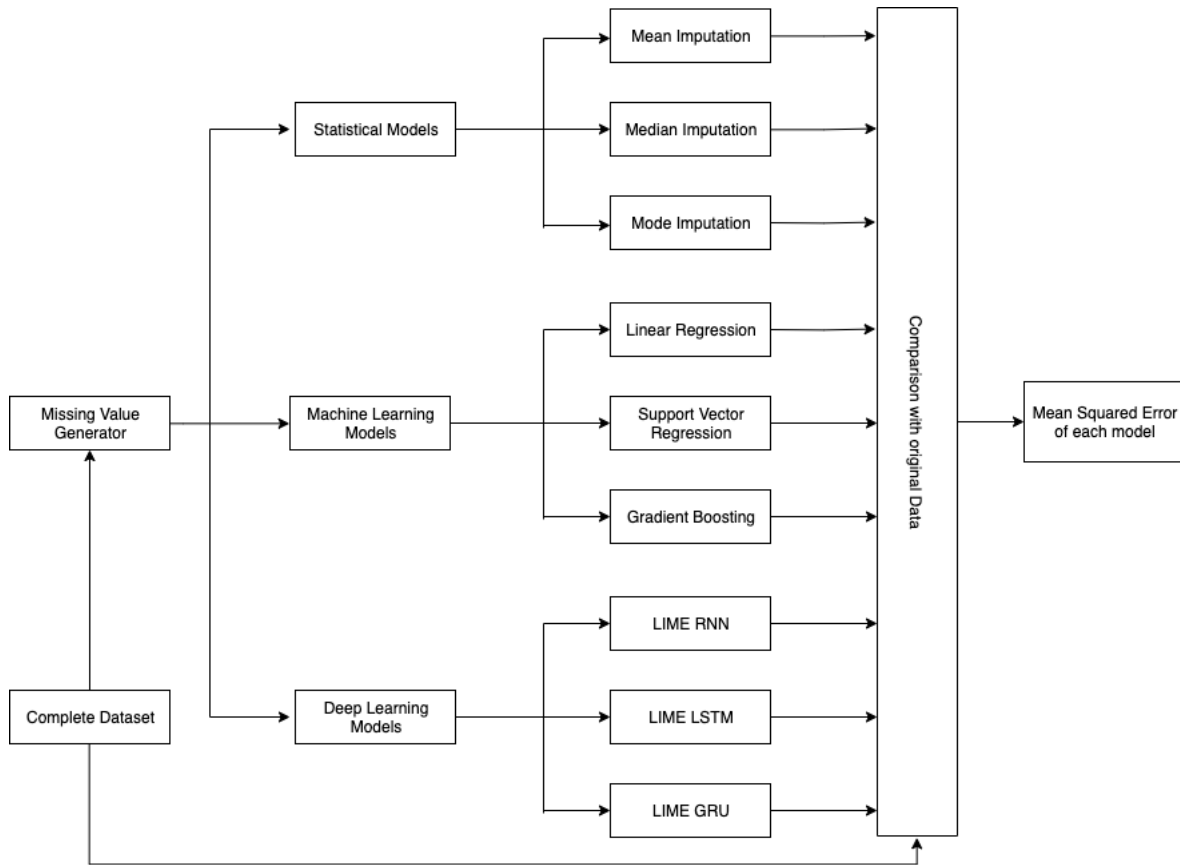 Mean Imputation
Statistical Models
Median Imputation
Mode Imputation
Linear Regression
Missing Value
Generator
Machine Learning
Models
Support Vector
Regression
Gradient Boosting
Comparison with original Data
Mean Squared Error
of each model
LIME RNN
Complete Dataset
Deep Learning
Models
LIME LSTM
LIME GRU